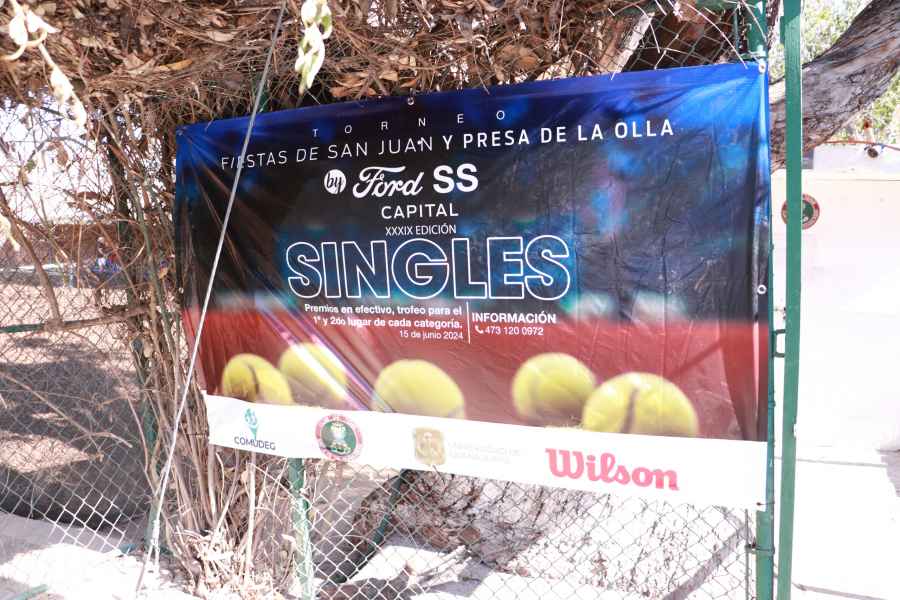 TORNEO
FIESTAS DE SAN JUAN Y PRESA DE LA OLLA
by Ford SS
CAPITAL
XXXIX EDICIÓN
SINGLES
Premios en efectivo, trofeo para el
1º y 2do lugar de cada categoría.
15 de junio 2024
INFORMACIÓN
473 120 0972
COMUDEG
Wilson